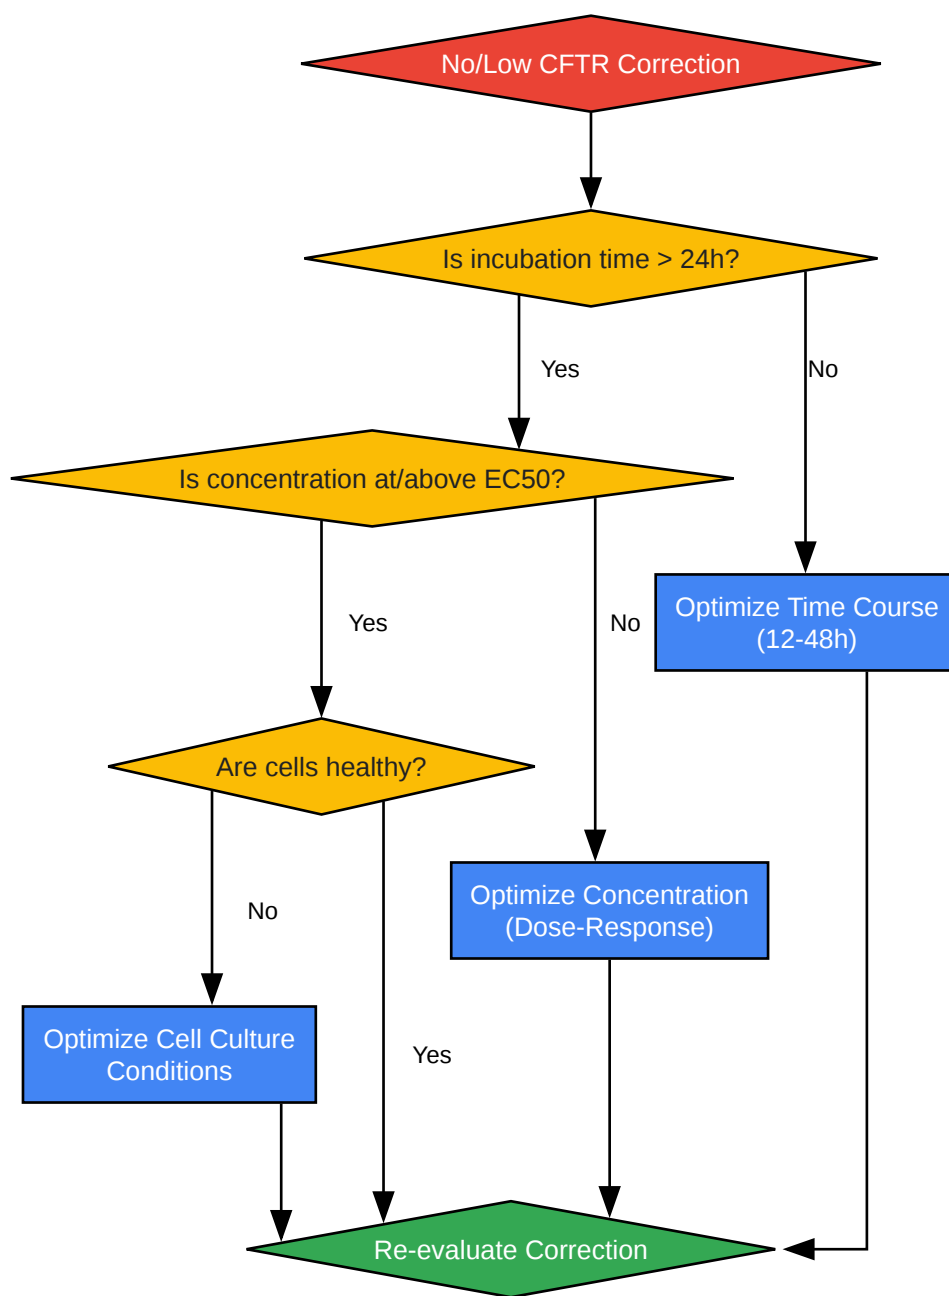 No/Low CFTR Correction
Is incubation time > 24h?
Yes
No
Is concentration at/above EC50?
Yes
No
Optimize Time Course
(12-48h)
Are cells healthy?
No
Optimize Concentration
(Dose-Response)
Optimize Cell Culture
Conditions
Yes
Re-evaluate Correction